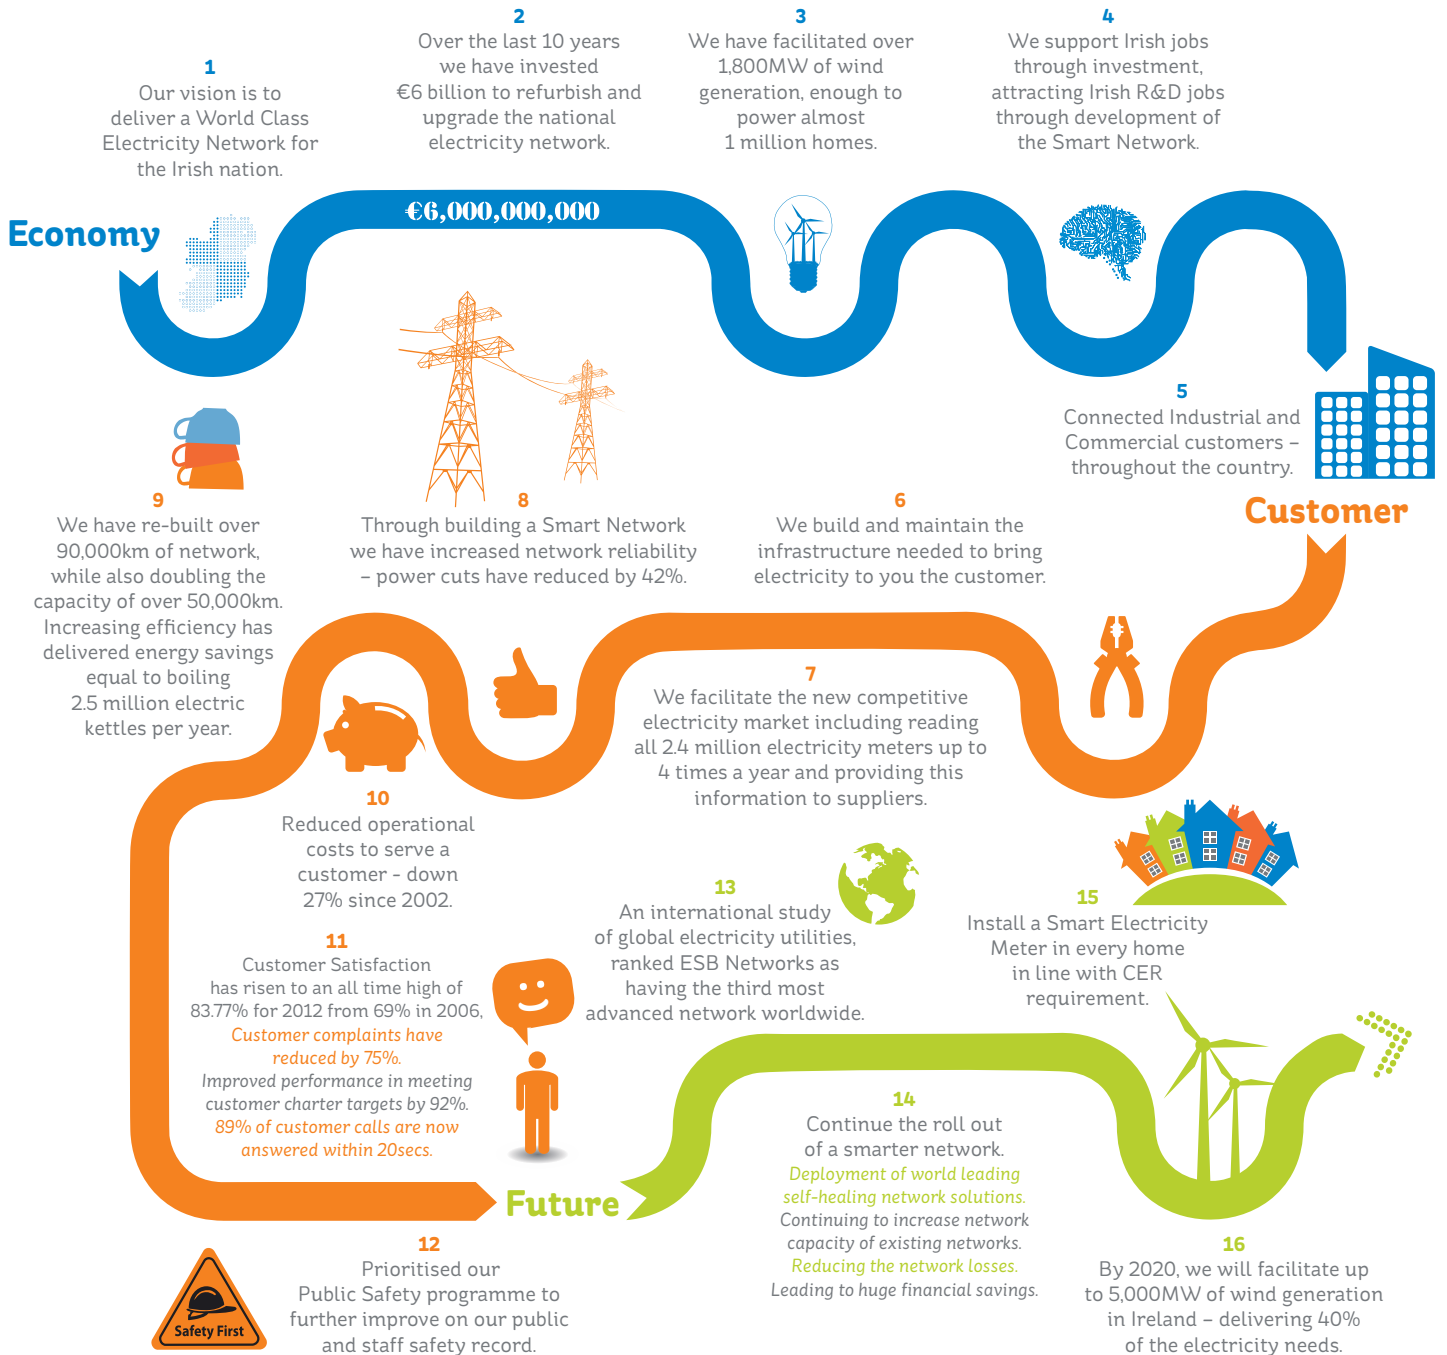 Economy
1
Our vision is to
deliver a World Class
Electricity Network for
the Irish nation.
2
Over the last 10 years
we have invested
€6 billion to refurbish and
upgrade the national
electricity network.
€6,000,000,000
3
We have facilitated over
1,800MW of wind
generation, enough to
power almost
1 million homes.
4
We support Irish jobs
through investment,
attracting Irish R&D jobs
through development of
the Smart Network.
5
Connected Industrial and
Commercial customers –
throughout the country.
Customer
6
We build and maintain the
infrastructure needed to bring
electricity to you the customer.
7
We facilitate the new competitive
electricity market including reading
all 2.4 million electricity meters up to
4 times a year and providing this
information to suppliers.
8
Through building a Smart Network
we have increased network reliability
– power cuts have reduced by 42%.
9
We have re-built over
90,000km of network,
while also doubling the
capacity of over 50,000km.
Increasing efficiency has
delivered energy savings
equal to boiling
2.5 million electric
kettles per year.
10
Reduced operational
costs to serve a
customer - down
27% since 2002.
11
Customer Satisfaction
has risen to an all time high of
83.77% for 2012 from 69% in 2006,
Customer complaints have
reduced by 75%.
Improved performance in meeting
customer charter targets by 92%.
89% of customer calls are now
answered within 20secs.
12
Prioritised our
Public Safety programme to
further improve on our public
and staff safety record.
Safety First
Future
13
An international study
of global electricity utilities,
ranked ESB Networks as
having the third most
advanced network worldwide.
14
Continue the roll out
of a smarter network.
Deployment of world leading
self-healing network solutions.
Continuing to increase network
capacity of existing networks.
Reducing the network losses.
Leading to huge financial savings.
15
Install a Smart Electricity
Meter in every home
in line with CER
requirement.
16
By 2020, we will facilitate up
to 5,000MW of wind generation
in Ireland – delivering 40%
of the electricity needs.